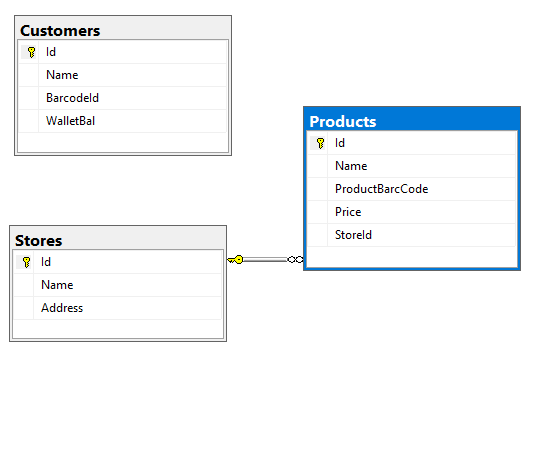 Customers
Id
Name
BarcodeId
WalletBal
Products
Id
Name
ProductBarcCode
Price
StoreId
Stores
Id
Name
Address